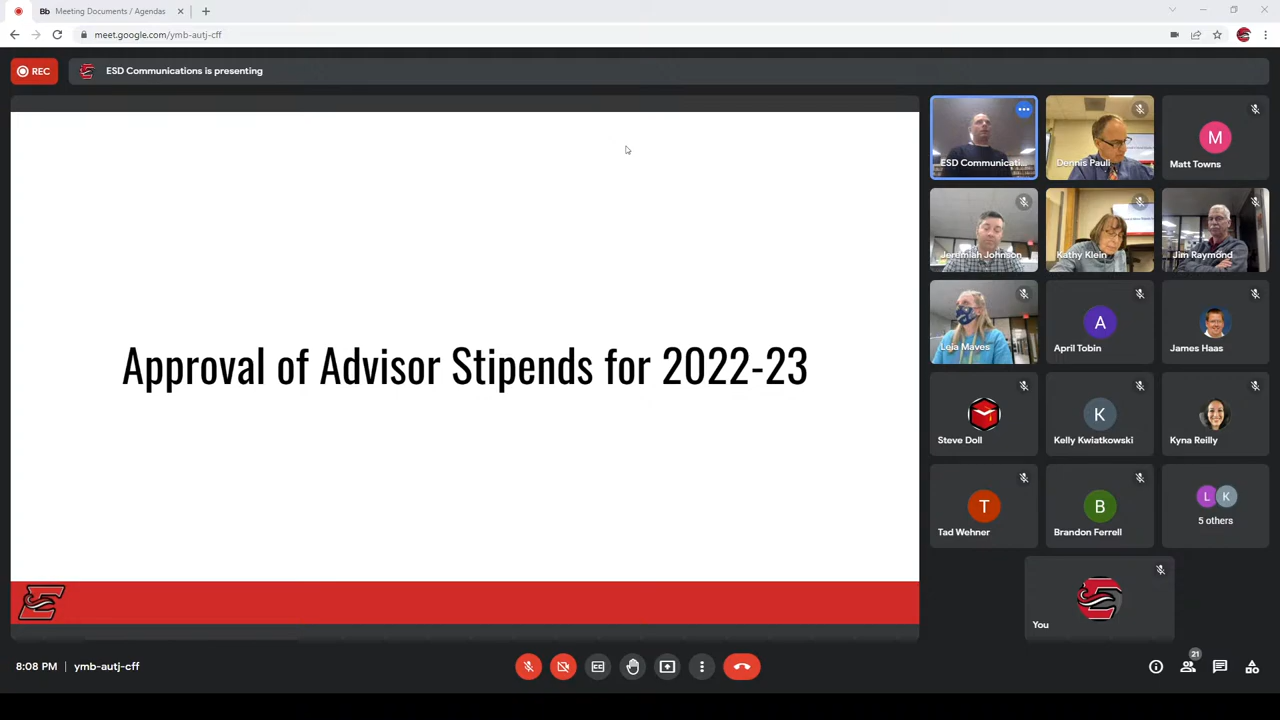 Bb Meeting Documents / Agendas
meet.google.com/ymb-autj-cff
REC
ESD Communications is presenting
Approval of Advisor Stipends for 2022-23
E
ESD Communicati...
Dennis Pauli
M
Matt Towns
Jeremiah Johnson
Kathy Klein
Jim Raymond
Leja Maves
A
April Tobin
James Haas
Steve Doll
K
Kelly Kwiatkowski
Kyna Reilly
T
Tad Wehner
B
Brandon Ferrell
L K
5 others
E
You
8:08 PM | ymb-autj-cff
CC
21